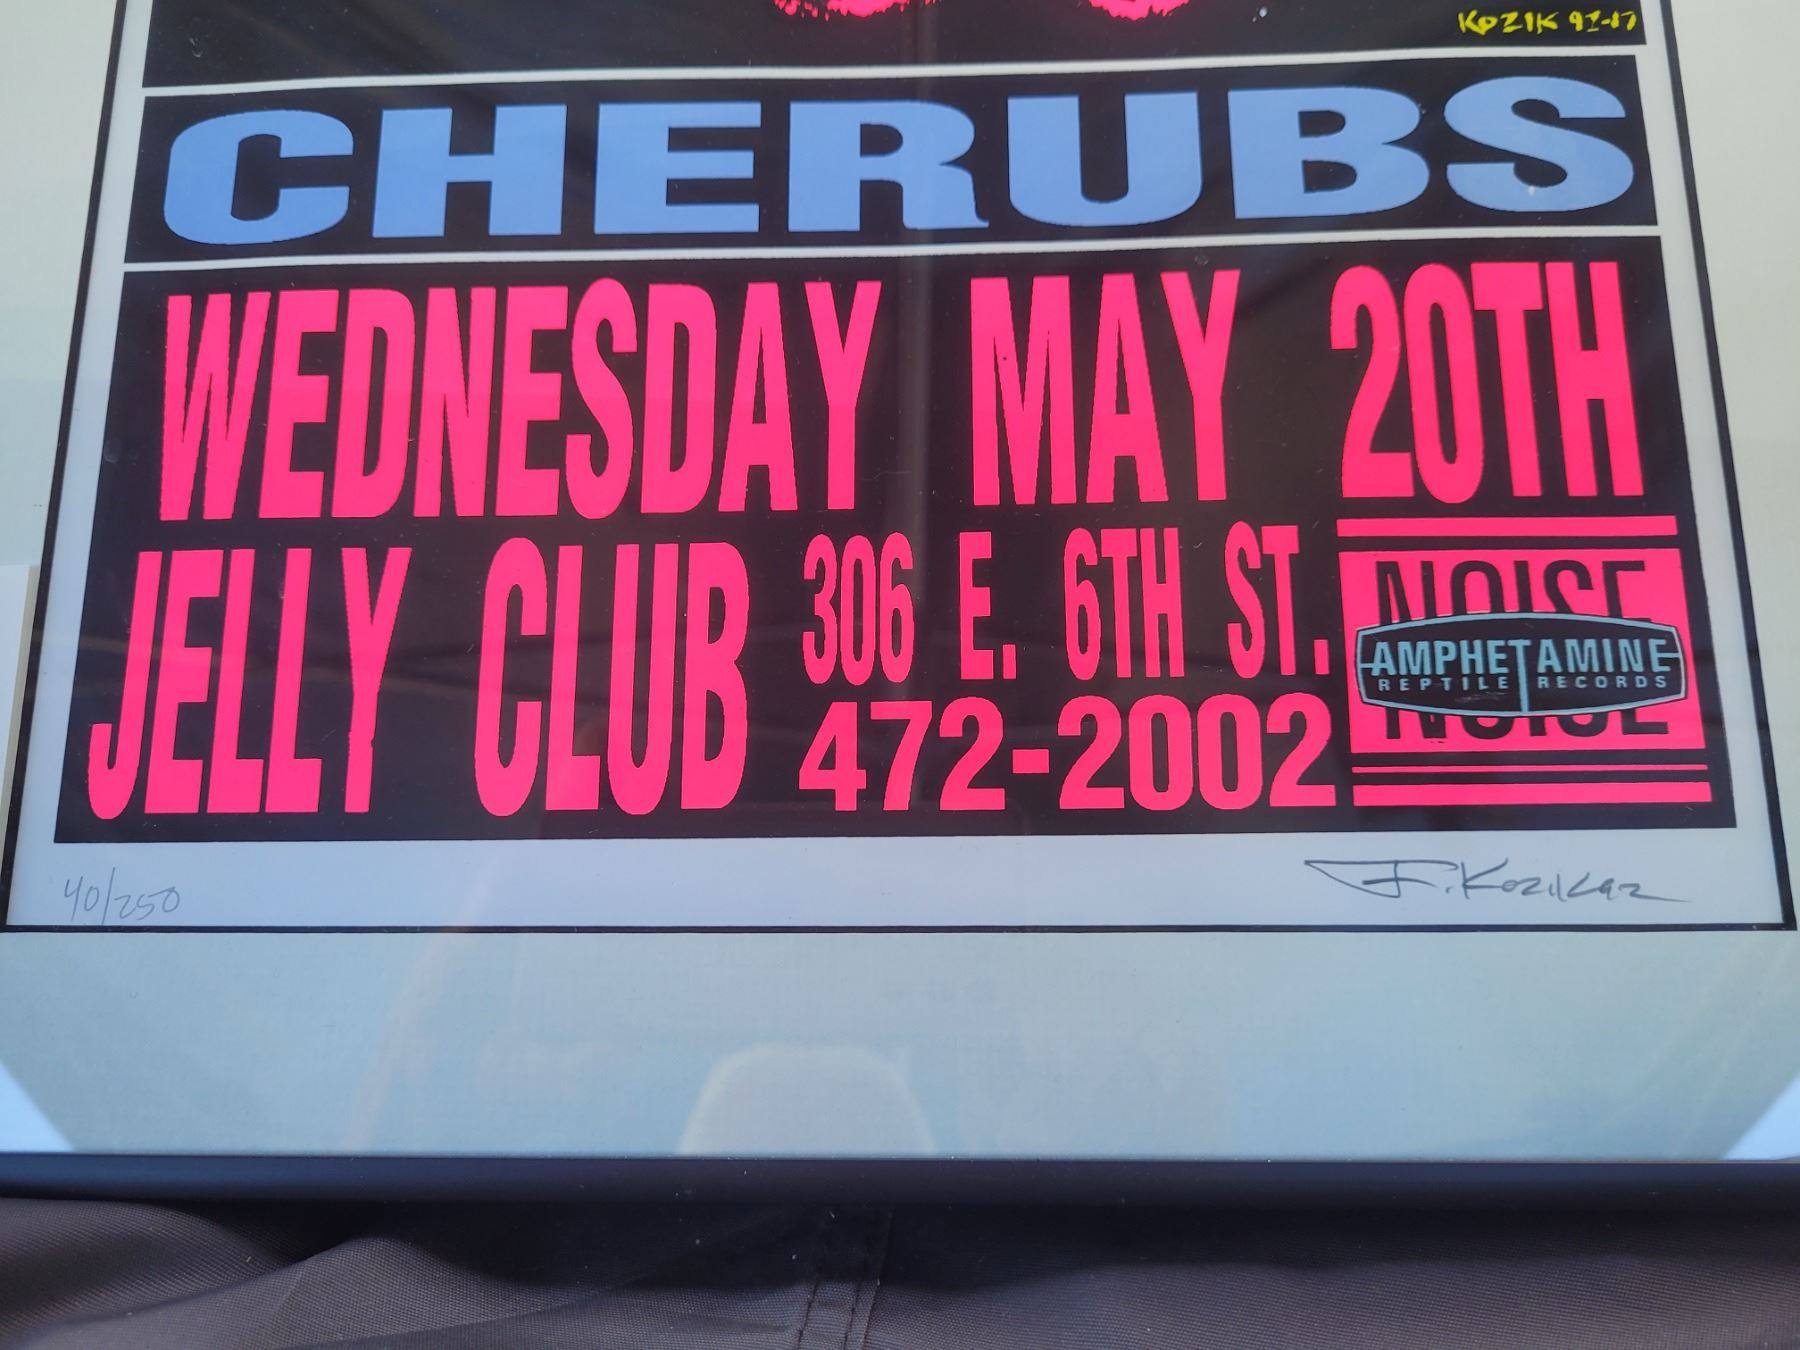 KOZIK 92-17
CHERUBS
WEDNESDAY MAY 20TH
JELLY CLUB
306 E. 6TH ST.
472-2002
NOISE
AMPHETAMINE
REPTILE RECORDS
NOISE
40/250
F. Kozik 92